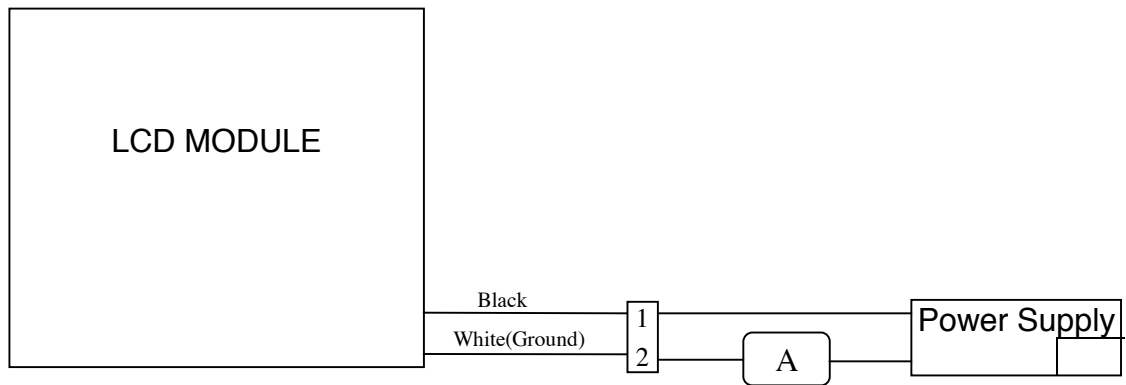 LCD MODULE
Black
White(Ground)
1
2
A
Power Supply